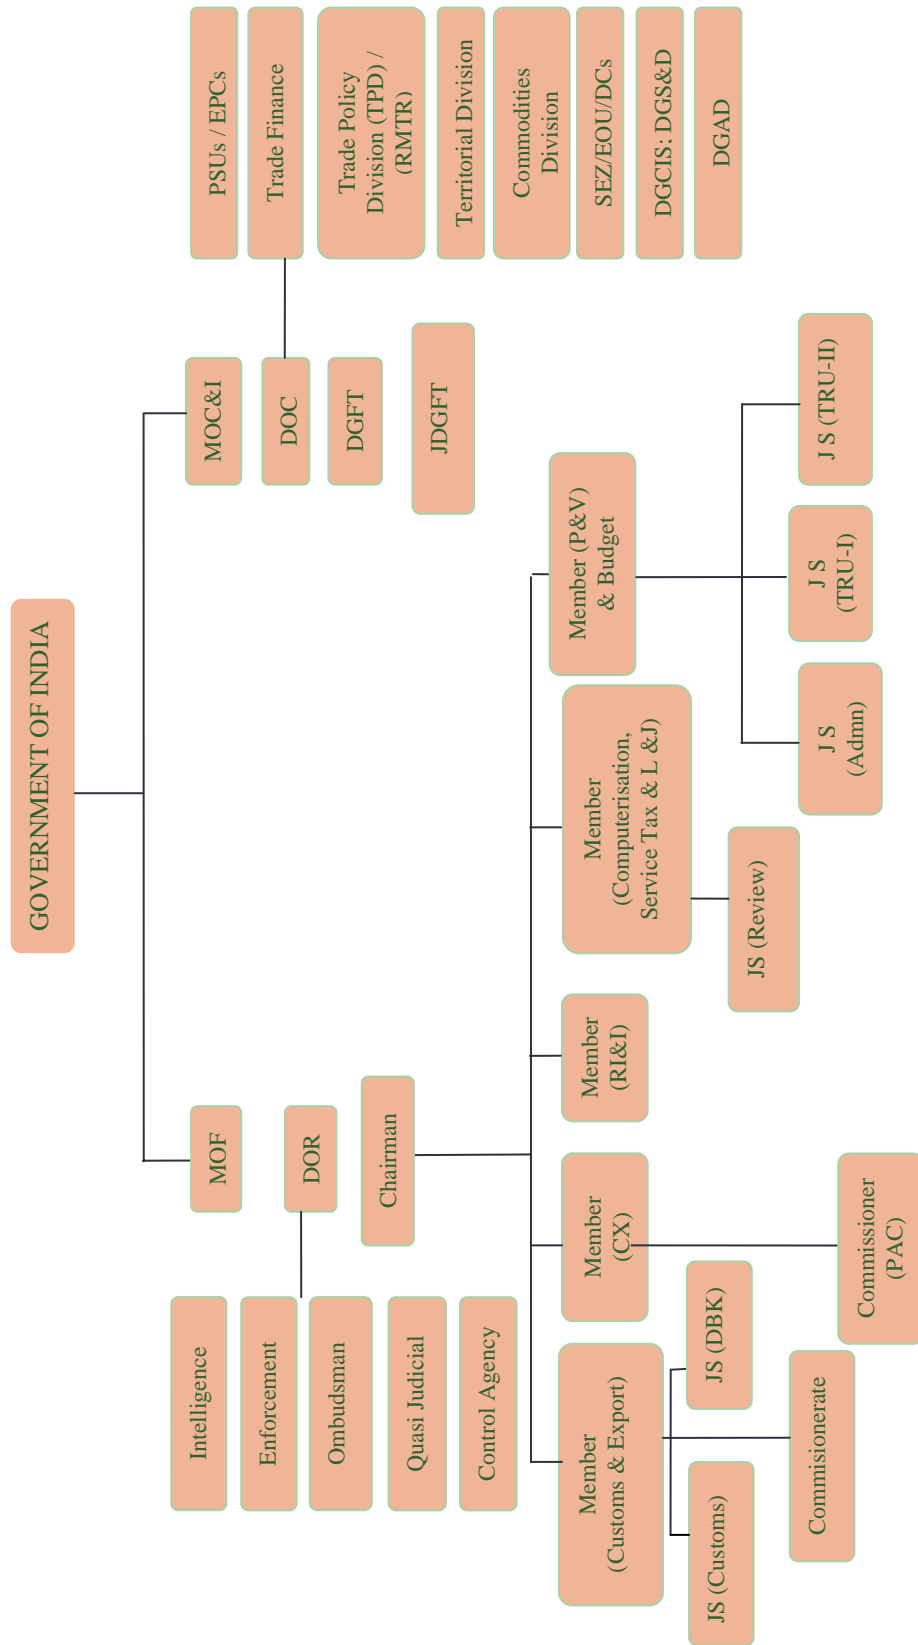 GOVERNMENT OF INDIA
MOF
MOC&I
DOR
DOC
Chairman
DGFT
JDGFT
Intelligence
Enforcement
Ombudsman
Quasi Judicial
Control Agency
PSUs / EPCs
Trade Finance
Trade Policy
Division (TPD) /
(RMTR)
Territorial Division
Commodities
Division
SEZ/EOU/DCs
DGCIS; DGS&D
DGAD
Member
(Customs & Export)
Member
(CX)
Member
(RI&I)
Member
(Computerisation,
Service Tax & L &J)
Member (P&V)
& Budget
JS (Customs)
JS (DBK)
Commisionerate
Commissioner
(PAC)
JS (Review)
J S
(Admn)
J S
(TRU-I)
J S (TRU-II)